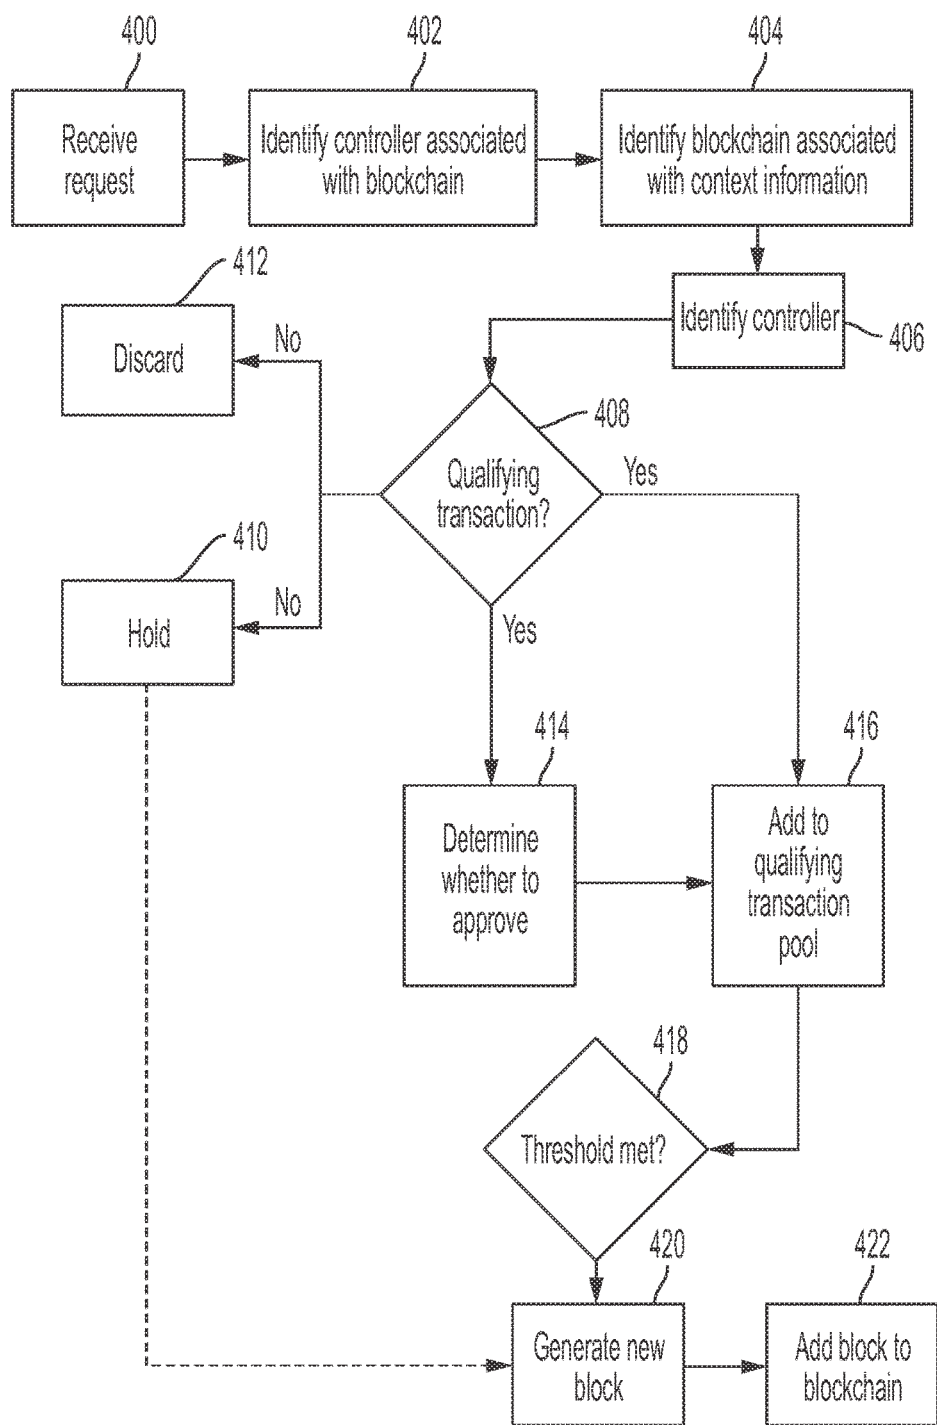 400
402
404
Receive
request
Identify controller associated
with blockchain
Identify blockchain associated
with context information
412
Discard
No
Identify controller
406
408
Qualifying
transaction?
Yes
410
Hold
No
Yes
414
416
Determine
whether to
approve
Add to
qualifying
transaction
pool
418
Threshold met?
420
422
Generate new
block
Add block to
blockchain